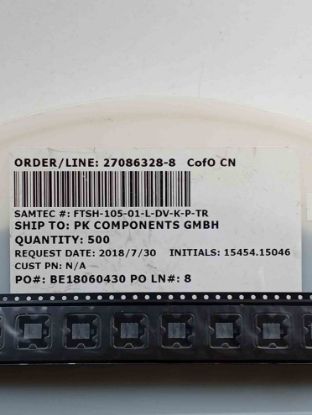 ORDER/LINE: 27086328-8 CofO CN
SAMTEC #: FTSH-105-01-L-DV-K-P-TR
SHIP TO: PK COMPONENTS GMBH
QUANTITY: 500
REQUEST DATE: 2018/7/30 INITIALS: 15454.15046
CUST PN: N/A
PO#: BE18060430 PO LN#: 8